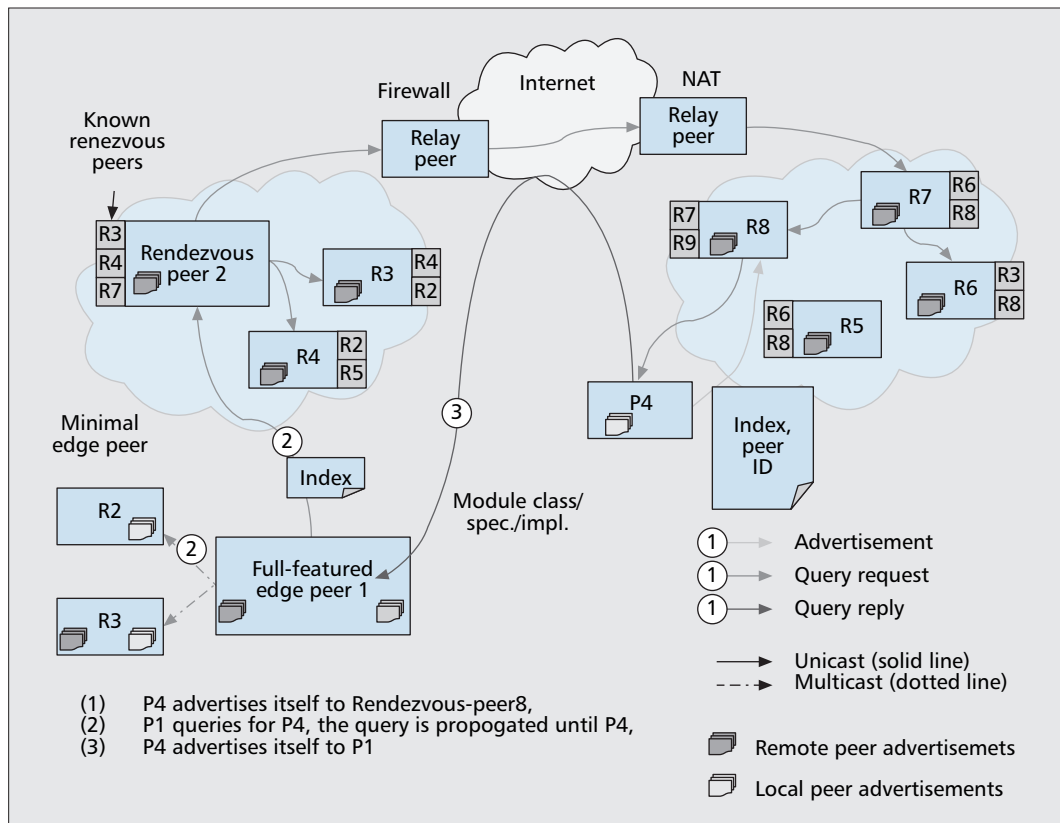 Internet
Firewall
NAT
Known
renezvous
peers
Relay
peer
Relay
peer
R3
R4
R7
Rendezvous
peer 2
R3
R4
R2
R4
R2
R5
R7
R9
R8
R7
R6
R8
R6
R3
R8
R6
R8
R5
P4
Index,
peer
ID
3
2
Index
Minimal
edge peer
R2
2
R3
Full-featured
edge peer 1
Module class/
spec./impl.
1 Advertisement
1 Query request
1 Query reply
Unicast (solid line)
Multicast (dotted line)
Remote peer advertisemets
Local peer advertisements
(1) P4 advertises itself to Rendezvous-peer8,
(2) P1 queries for P4, the query is propogated until P4,
(3) P4 advertises itself to P1